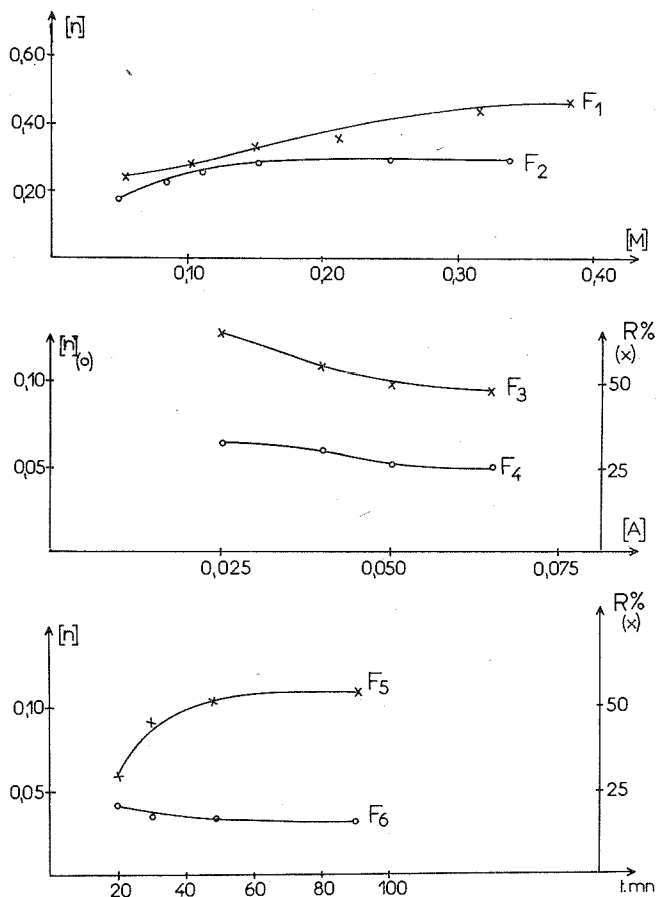 [n]
0,60
0,40
0,20
F1
F2
[M]
0,10 0,20 0,30 0,40
[n](o)
R%
(x)
0,10
50
F3
0,05
F4
25
[A]
0,025 0,050 0,075
[n]
R%
(x)
F5
0,10
50
0,05
25
F6
20 40 60 80 100 t.mn